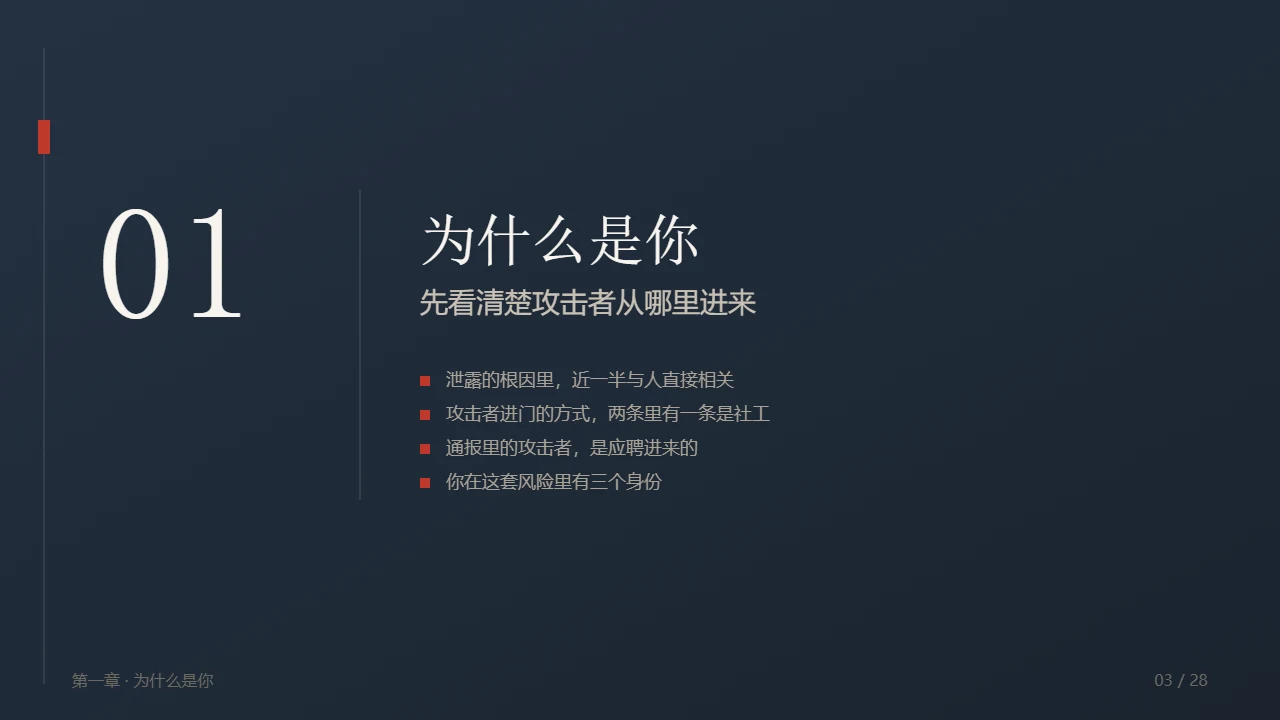 01
为什么是你
先看清楚攻击者从哪里进来
泄露的根因里，近一半与人直接相关
攻击者进门的方式，两条里有一条是社工
通报里的攻击者，是应聘进来的
你在这套风险里有三个身份
第一章 · 为什么是你
03 / 28